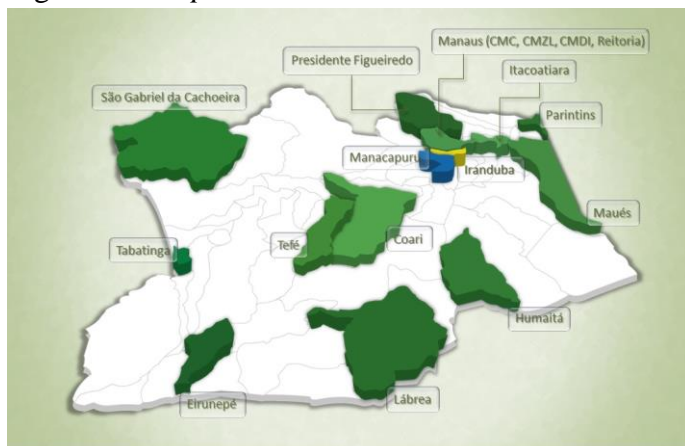 Manaus (CMC, CMZL, CMDI, Reitoria)
Presidente Figueiredo
Itacoatiara
São Gabriel da Cachoeira
Parintins
Manacapuru
Iranduba
Maués
Tabatinga
Tefé
Coari
Humaitá
Eirunepé
Lábrea